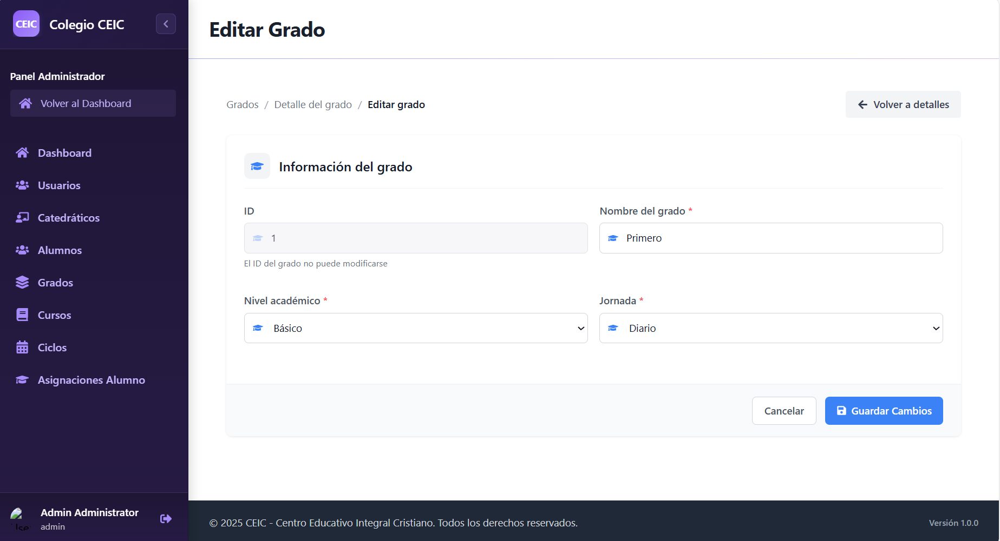 CEIC
Colegio CEIC
Panel Administrador
Volver al Dashboard
Dashboard
Usuarios
Catedráticos
Alumnos
Grados
Cursos
Ciclos
Asignaciones Alumno
Admin Administrator
admin
Editar Grado
Grados / Detalle del grado / Editar grado
Volver a detalles
Información del grado
ID
1
El ID del grado no puede modificarse
Nombre del grado *
Primero
Nivel académico *
Básico
Jornada *
Diario
Cancelar
Guardar Cambios
© 2025 CEIC - Centro Educativo Integral Cristiano. Todos los derechos reservados.
Versión 1.0.0